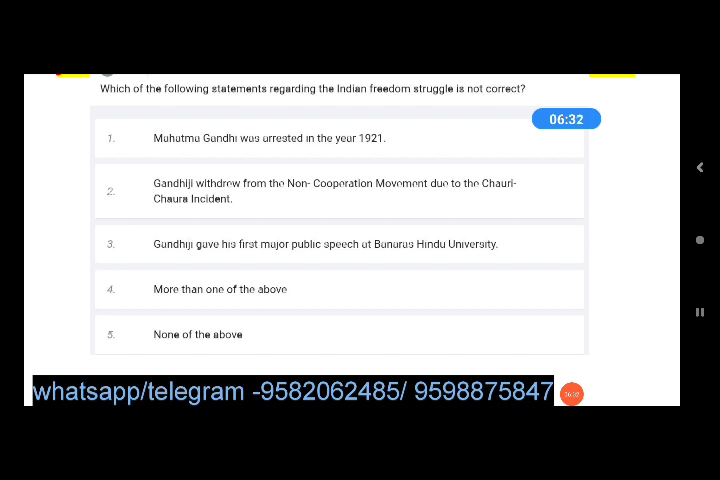 Which of the following statements regarding the Indian freedom struggle is not correct?
06:32
1. Mahatma Gandhi was arrested in the year 1921.
2. Gandhiji withdrew from the Non- Cooperation Movement due to the Chauri-
Chaura Incident.
3. Gandhiji gave his first major public speech at Banaras Hindu University.
4. More than one of the above
5. None of the above
whatsapp/telegram -9582062485/ 9598875847